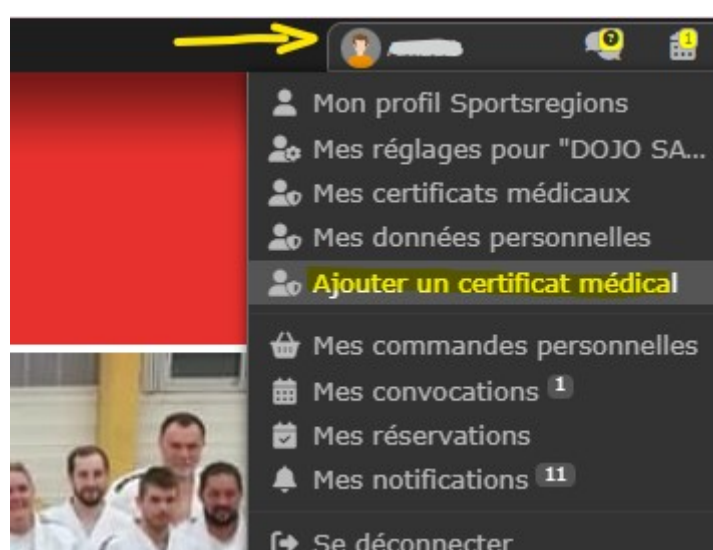 ? 1
Mon profil Sportsregions
Mes réglages pour "DOJO SA...
Mes certificats médicaux
Mes données personnelles
Ajouter un certificat médical
Mes commandes personnelles
Mes convocations 1
Mes réservations
Mes notifications 11
Se déconnecter